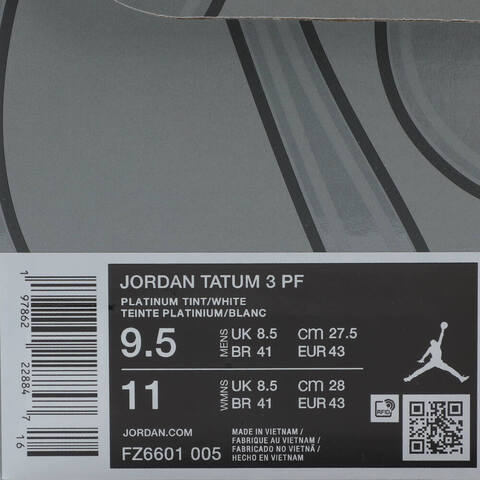 JORDAN TATUM 3 PF
PLATINUM TINT/WHITE
TEINTE PLATINIUM/BLANC
9.5 MENS UK 8.5 CM 27.5
BR 41 EUR 43
11 WMNS UK 8.5 CM 28
BR 41 EUR 43
JORDAN.COM
FZ6601 005
MADE IN VIETNAM /
FABRIQUE AU VIETNAM /
FABRICADO NO VIETNÃ /
HECHO EN VIETNAM
RFID
1 97862 22884 7 16